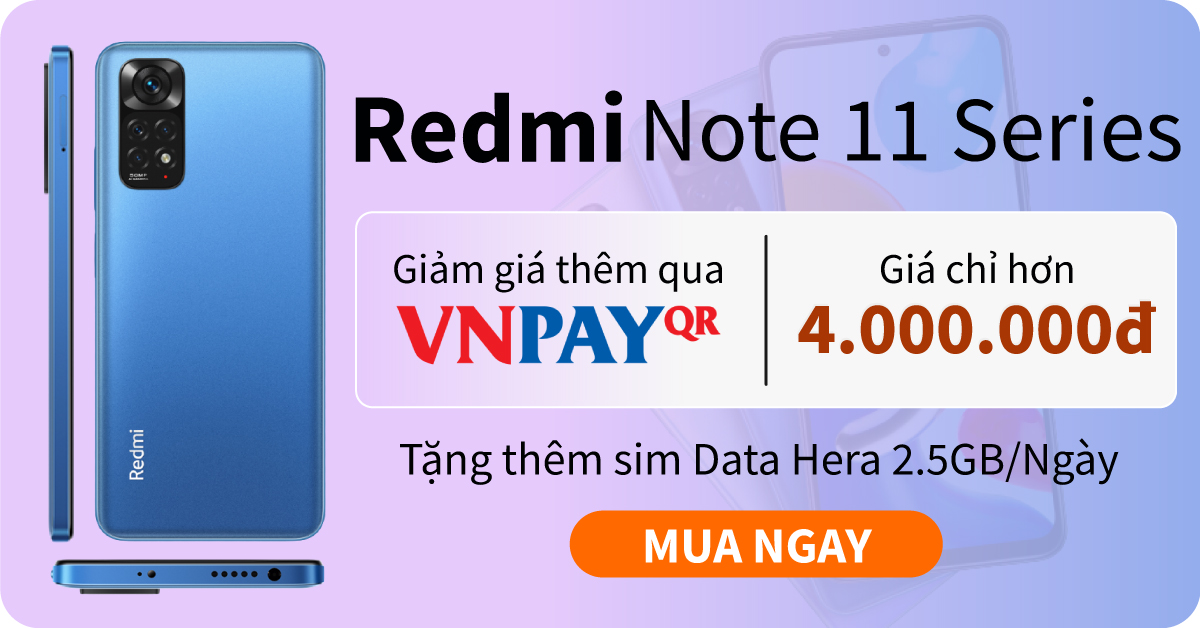 Redmi Note 11 Series
Giảm giá thêm qua
VNPAYQR
Giá chỉ hơn
4.000.000đ
Tặng thêm sim Data Hera 2.5GB/Ngày
MUA NGAY
Redmi